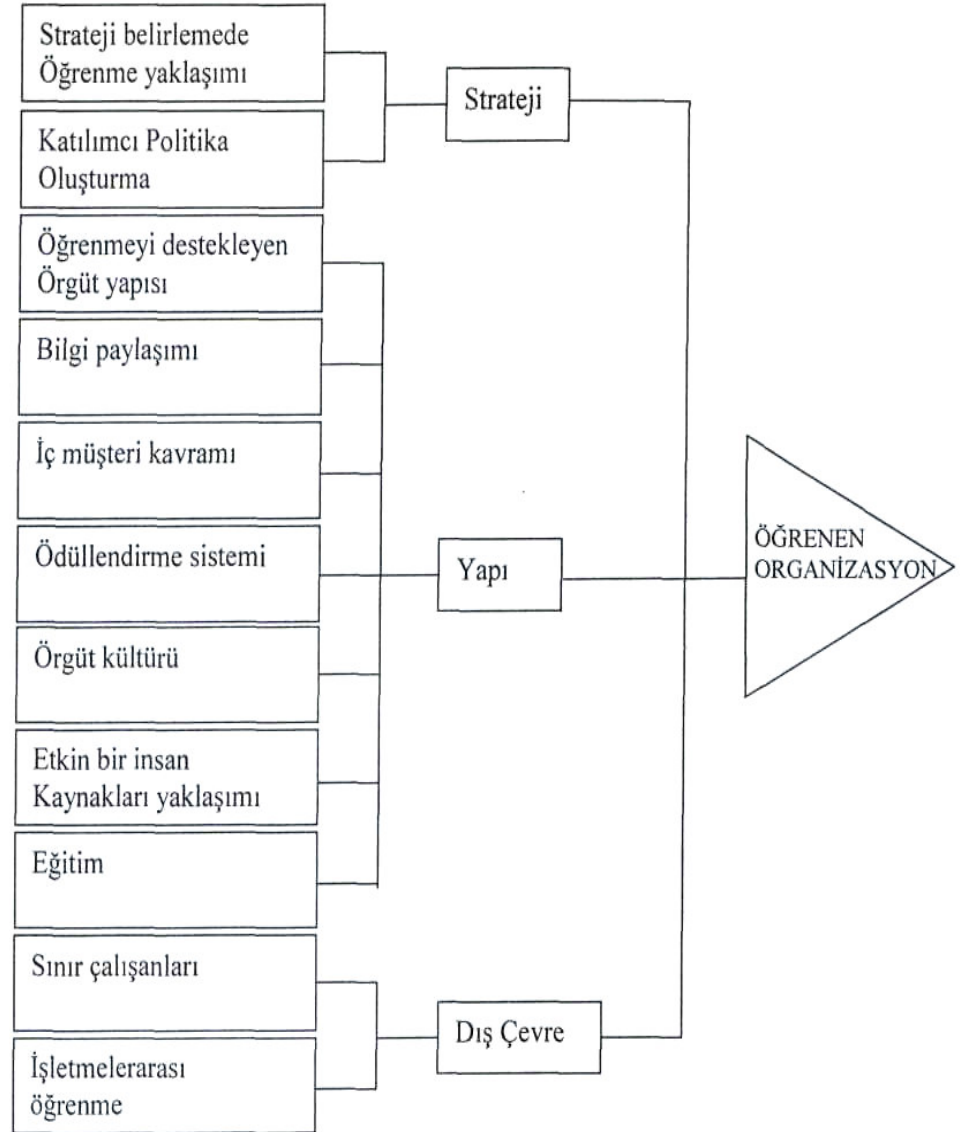 Strateji belirlemede
Öğrenme yaklaşımı
Katılımcı Politika
Oluşturma
Öğrenmeyi destekleyen
Örgüt yapısı
Bilgi paylaşımı
İç müşteri kavramı
Ödüllendirme sistemi
Örgüt kültürü
Etkin bir insan
Kaynakları yaklaşımı
Eğitim
Sınır çalışanları
İşletmelerarası
öğrenme
Strateji
Yapı
Dış Çevre
ÖĞRENEN
ORGANİZASYON